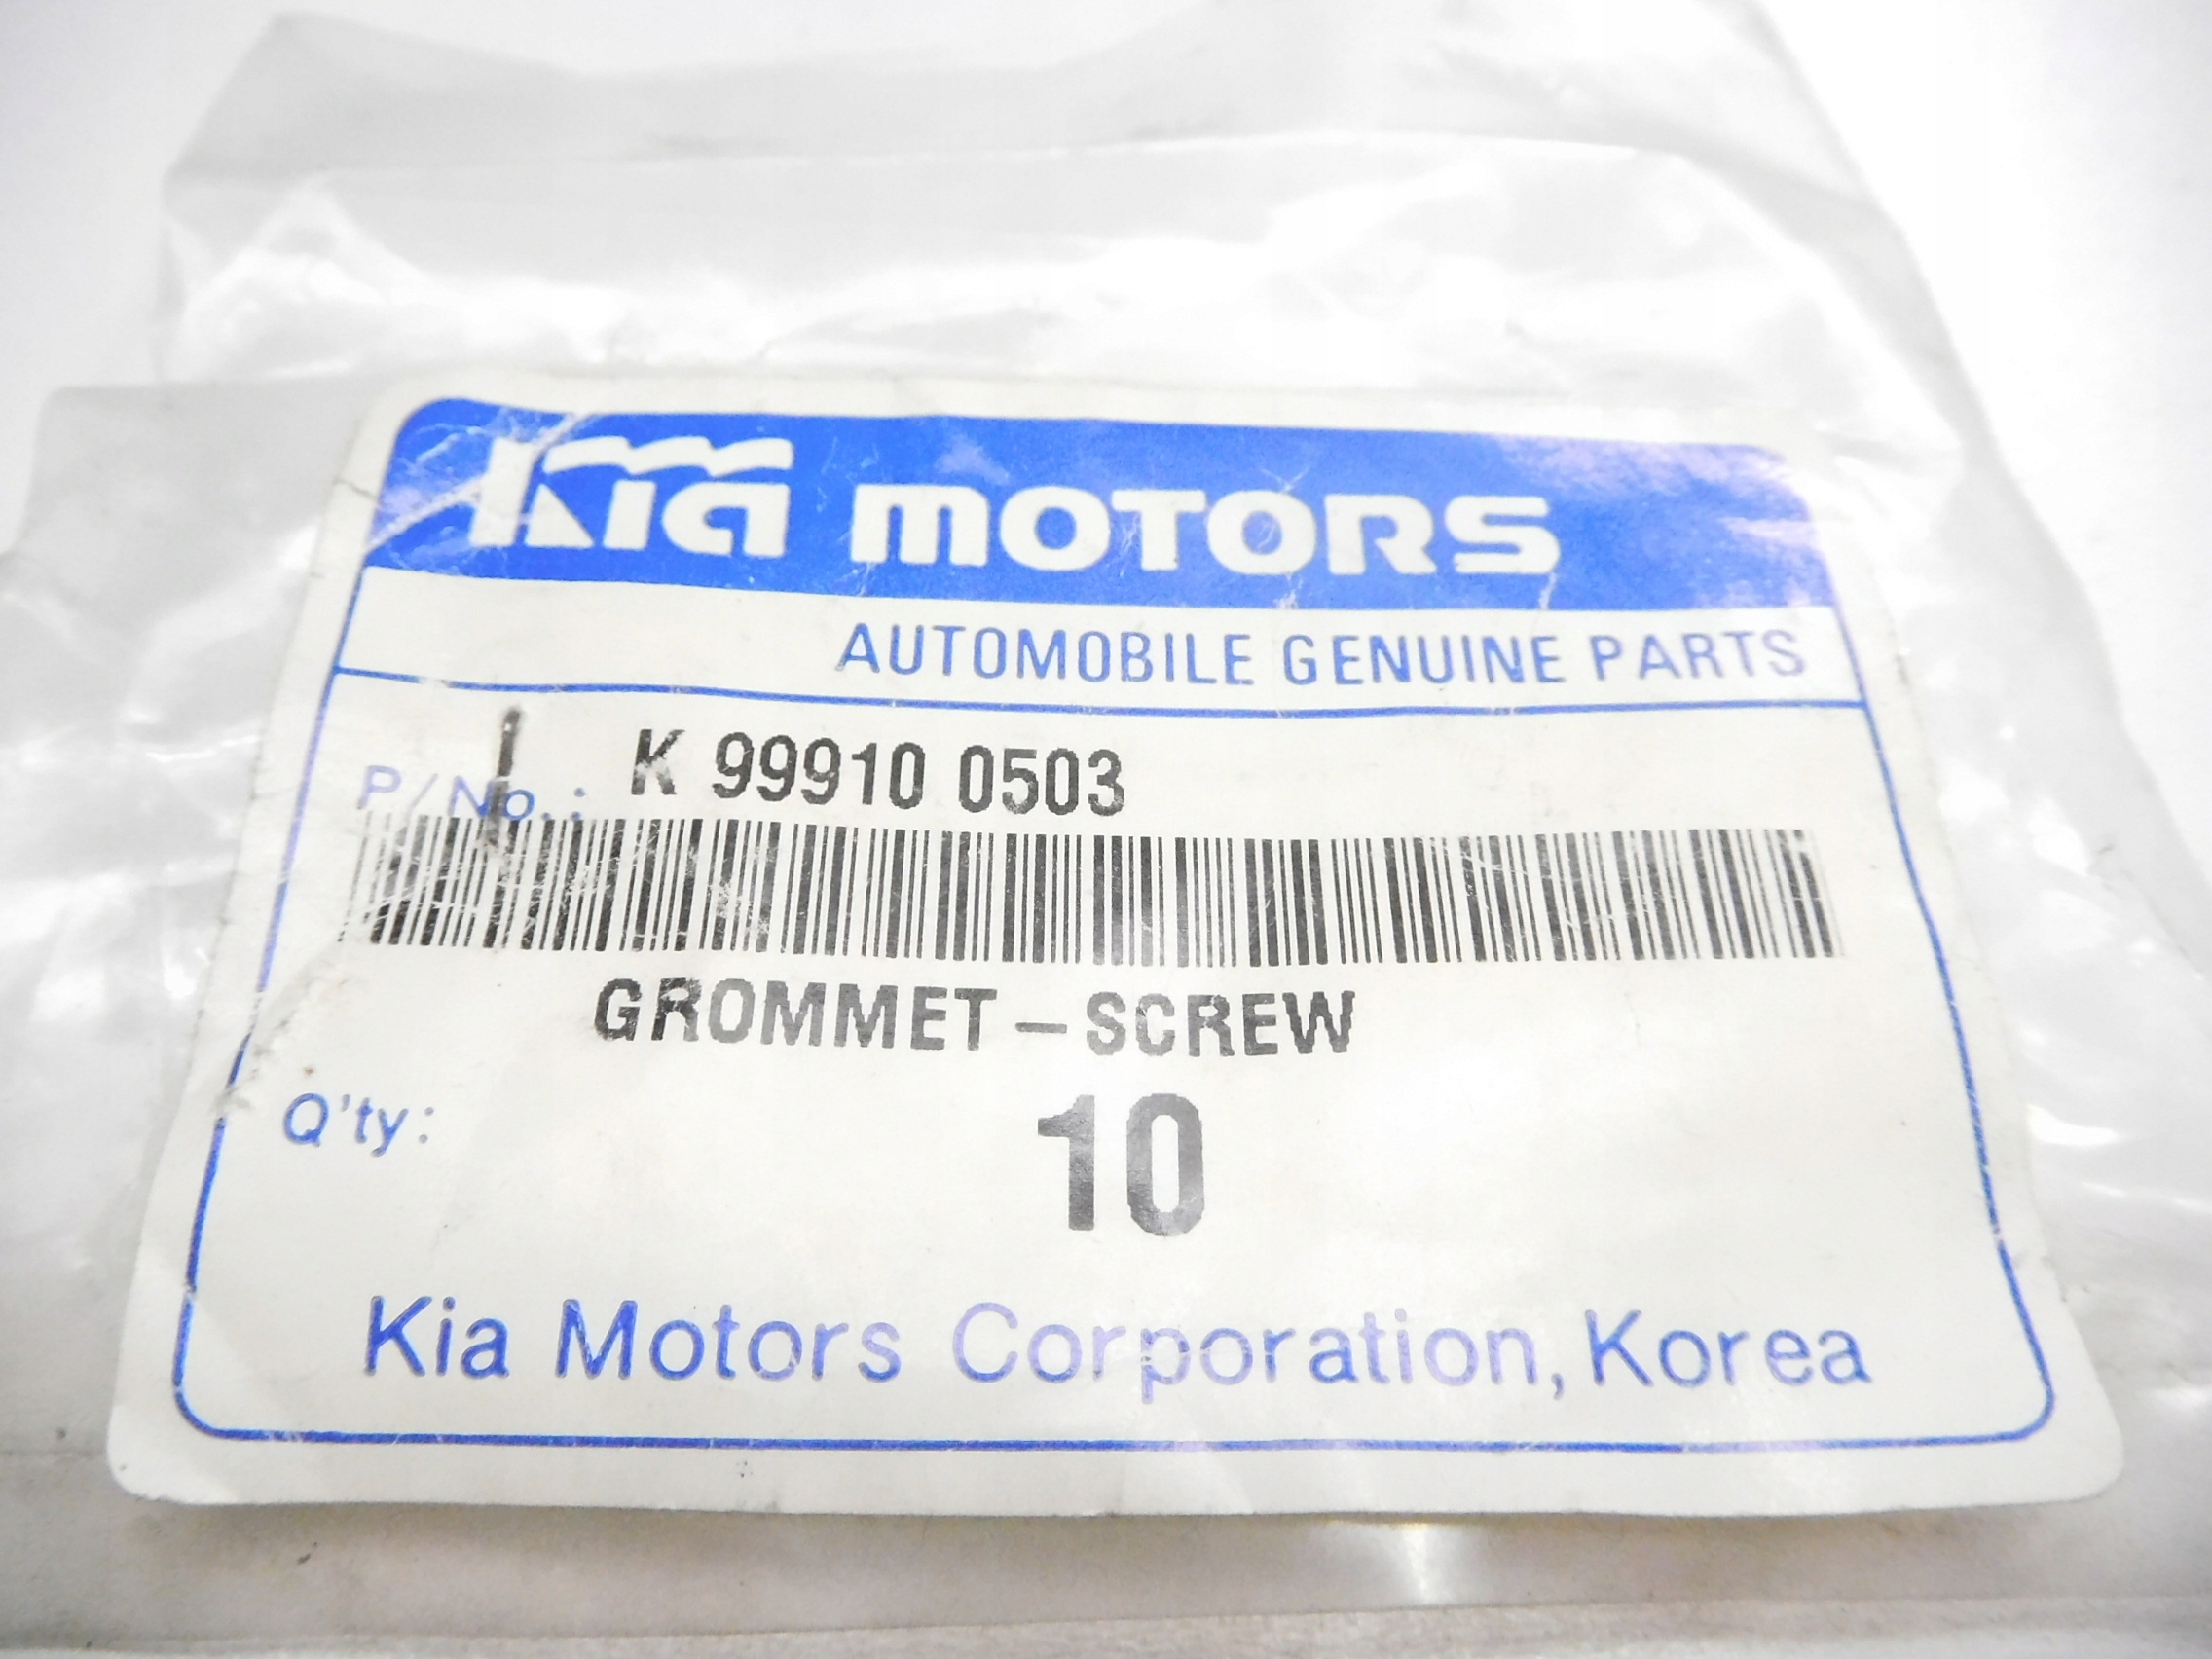 Kia MOTORS
AUTOMOBILE GENUINE PARTS
P/No.: K 99910 0503
GROMMET-SCREW
Q'ty: 10
Kia Motors Corporation, Korea